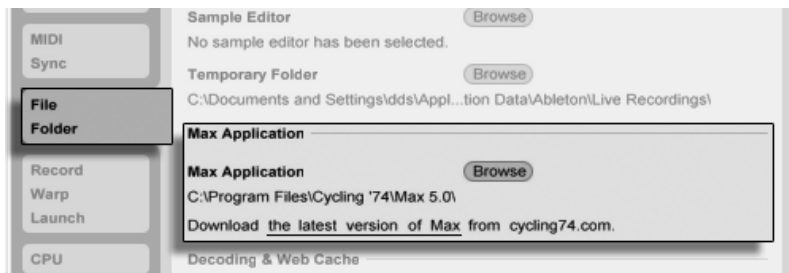 MIDI
Sync
File
Folder
Record
Warp
Launch
CPU
Sample Editor Browse
No sample editor has been selected.
Temporary Folder Browse
C:\Documents and Settings\dds\Appl...tion Data\Ableton\Live Recordings\
Max Application
Max Application Browse
C:\Program Files\Cycling '74\Max 5.0\
Download the latest version of Max from cycling74.com.
Decoding & Web Cache